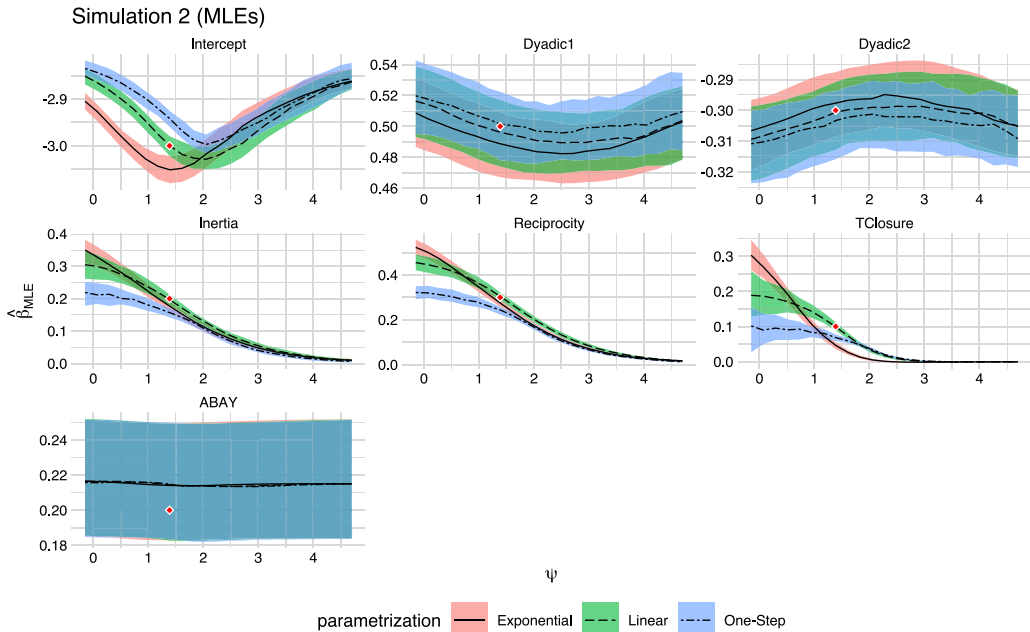 Simulation 2 (MLEs)
Intercept
Dyadic1
Dyadic2
-2.9
-3.0
0 1 2 3 4
0.54
0.52
0.50
0.48
0.46
0 1 2 3 4
-0.29
-0.30
-0.31
-0.32
0 1 2 3 4
Inertia
Reciprocity
TClosure
0.4
0.3
0.2
0.1
0.0
0 1 2 3 4
0.4
0.2
0.0
0 1 2 3 4
0.3
0.2
0.1
0.0
0 1 2 3 4
β̂MLE
ABAY
0.24
0.22
0.20
0.18
0 1 2 3 4
ψ
parametrization Exponential Linear One-Step